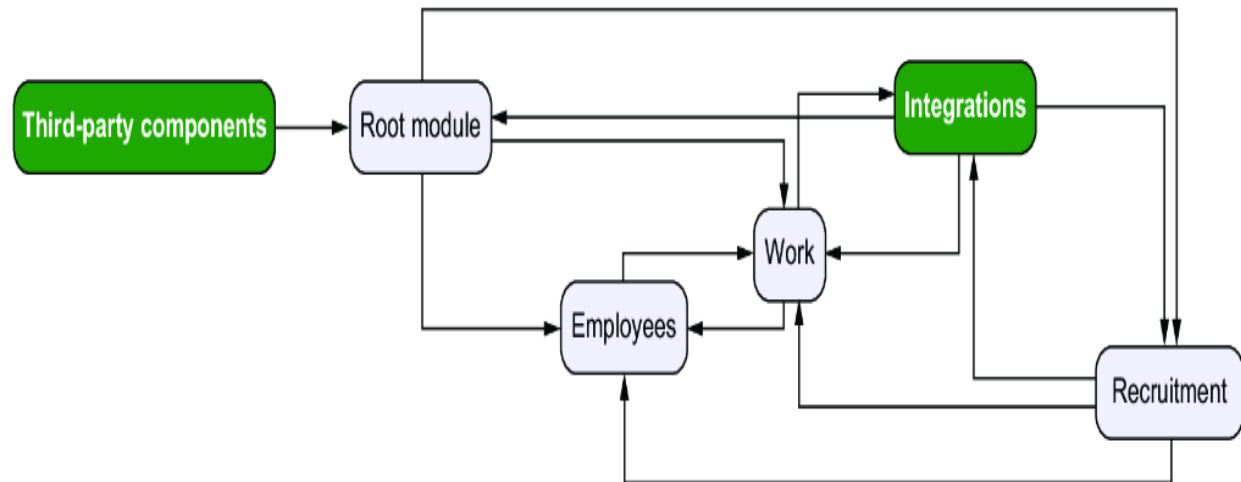 Third-party components
Root module
Integrations
Work
Employees
Recruitment